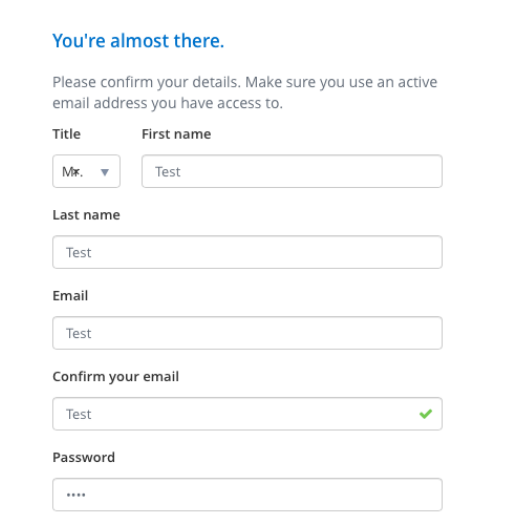 You're almost there.
Please confirm your details. Make sure you use an active
email address you have access to.
Title First name
Mr. Test
Last name
Test
Email
Test
Confirm your email
Test
Password
••••